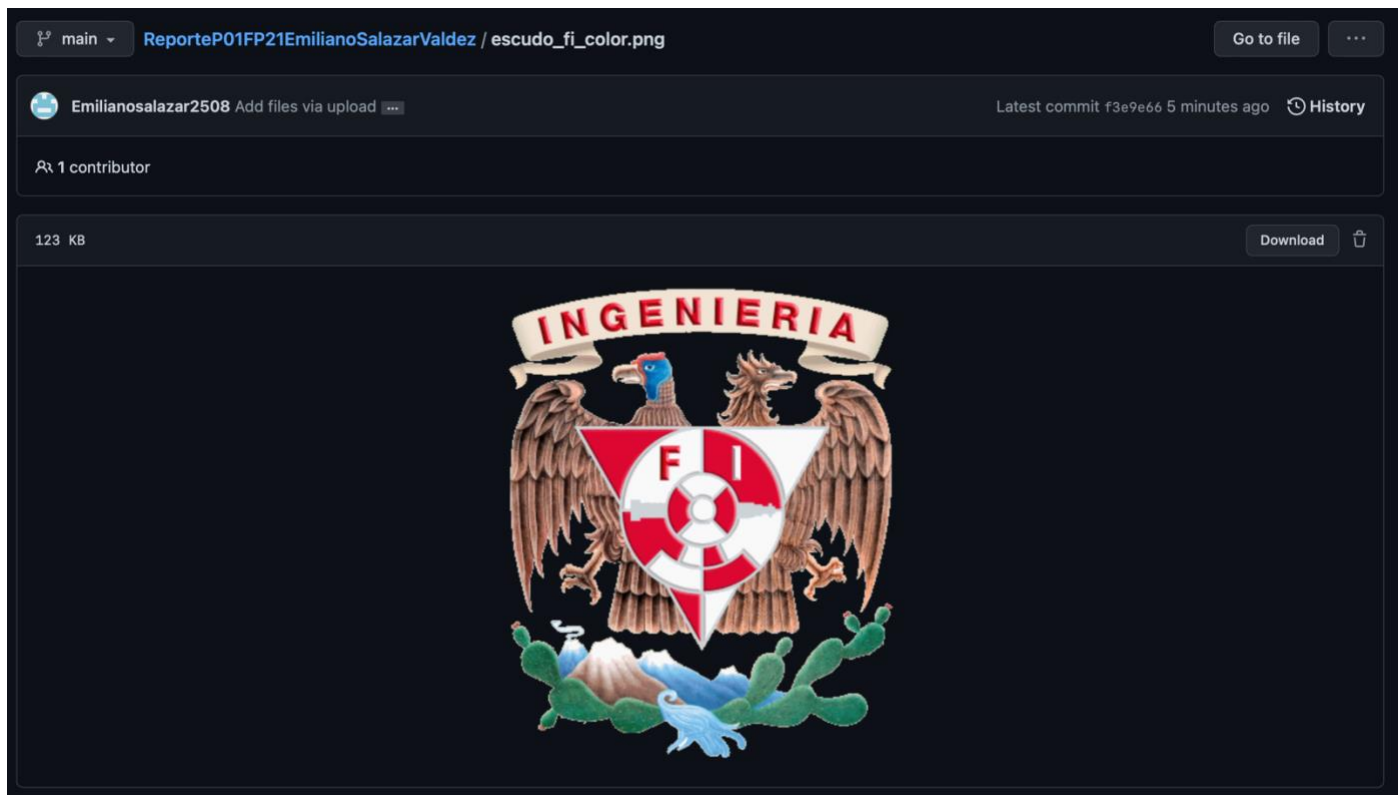 main ReporteP01FP21EmilianoSalazarValdez / escudo_fi_color.png Go to file ...
Emilianosalazar2508 Add files via upload ... Latest commit f3e9e66 5 minutes ago History
1 contributor
123 KB Download
INGENIERIA
F I